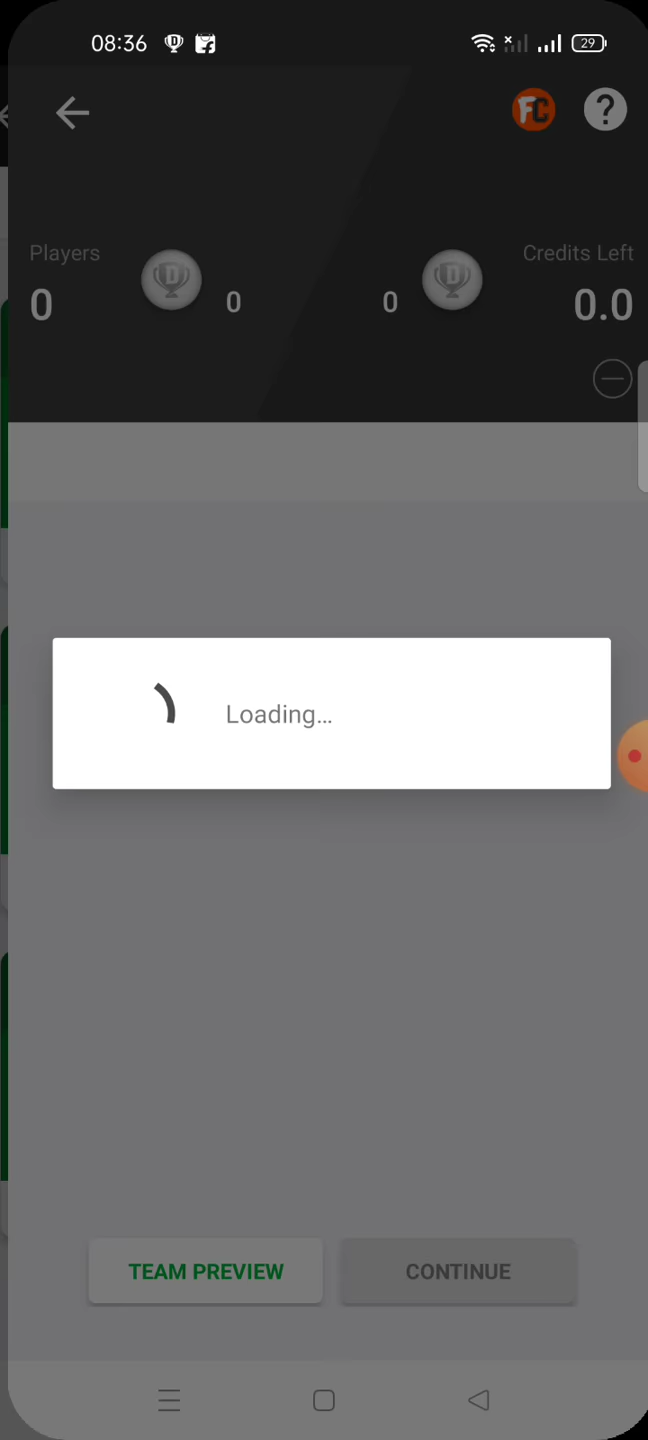 08:36
29
FC
?
Players
Credits Left
D
D
0
0
0
0.0
Loading...
TEAM PREVIEW
CONTINUE